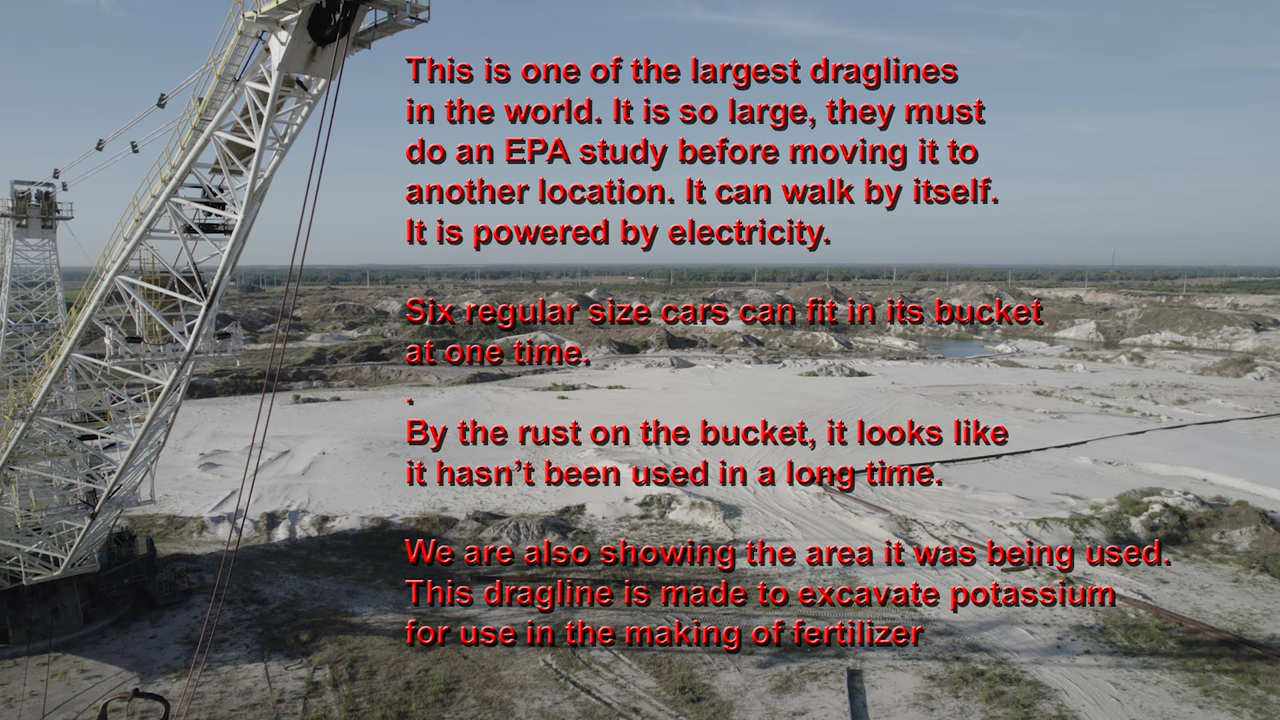 This is one of the largest draglines
in the world. It is so large, they must
do an EPA study before moving it to
another location. It can walk by itself.
It is powered by electricity.
Six regular size cars can fit in its bucket
at one time.
.
By the rust on the bucket, it looks like
it hasn’t been used in a long time.
We are also showing the area it was being used.
This dragline is made to excavate potassium
for use in the making of fertilizer